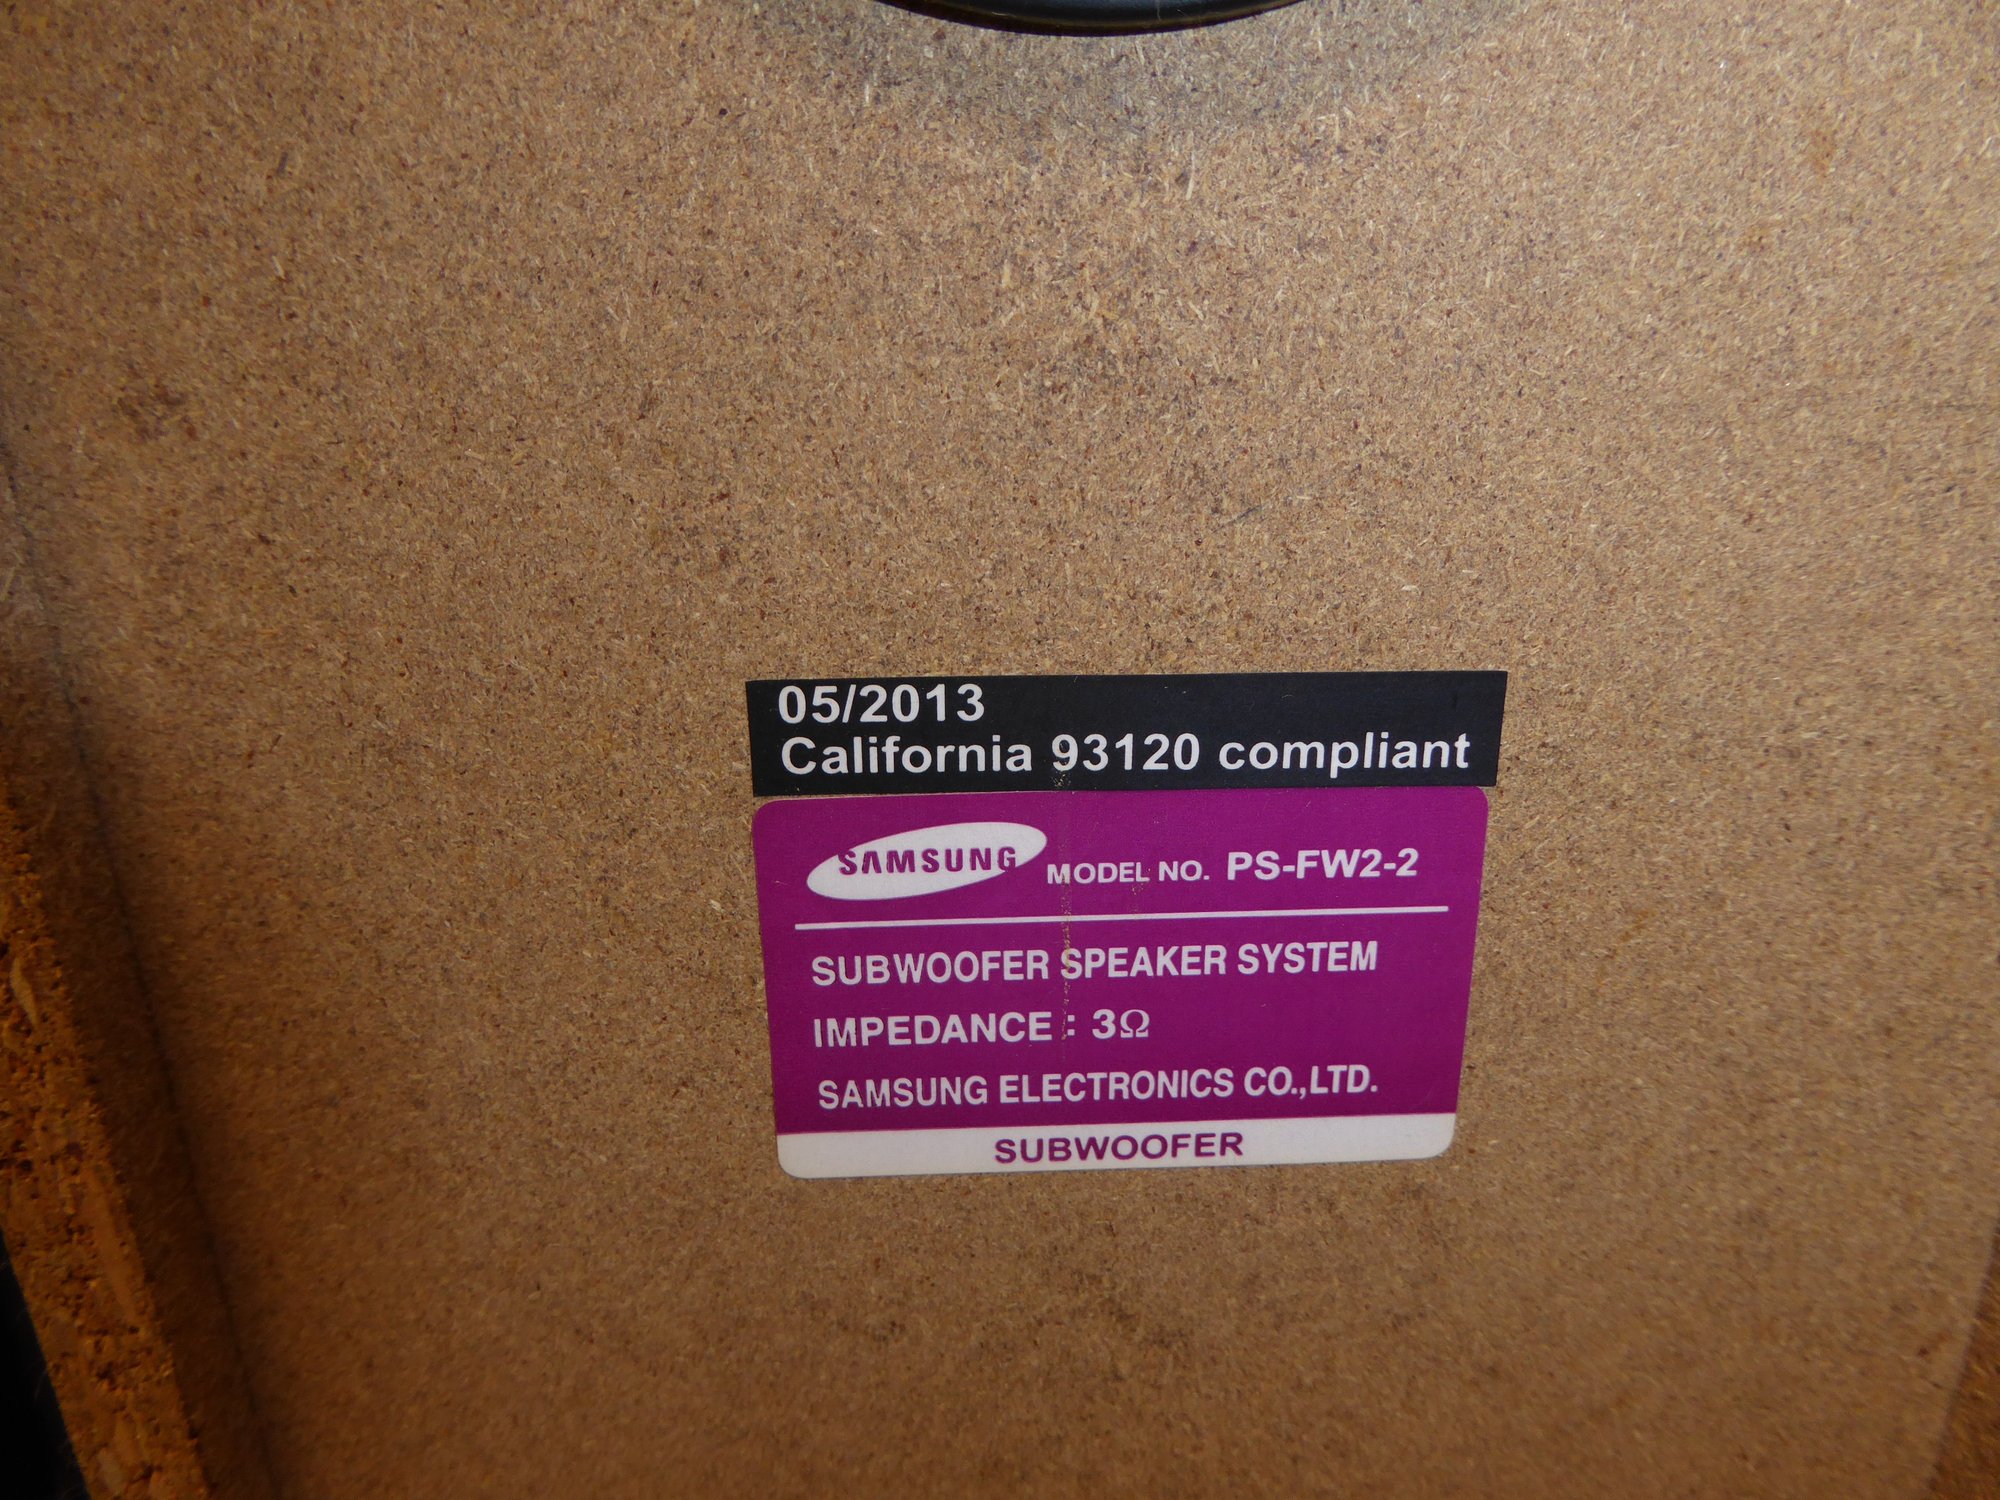 05/2013
California 93120 compliant
SAMSUNG MODEL NO. PS-FW2-2
SUBWOOFER SPEAKER SYSTEM
IMPEDANCE : 3Ω
SAMSUNG ELECTRONICS CO.,LTD.
SUBWOOFER